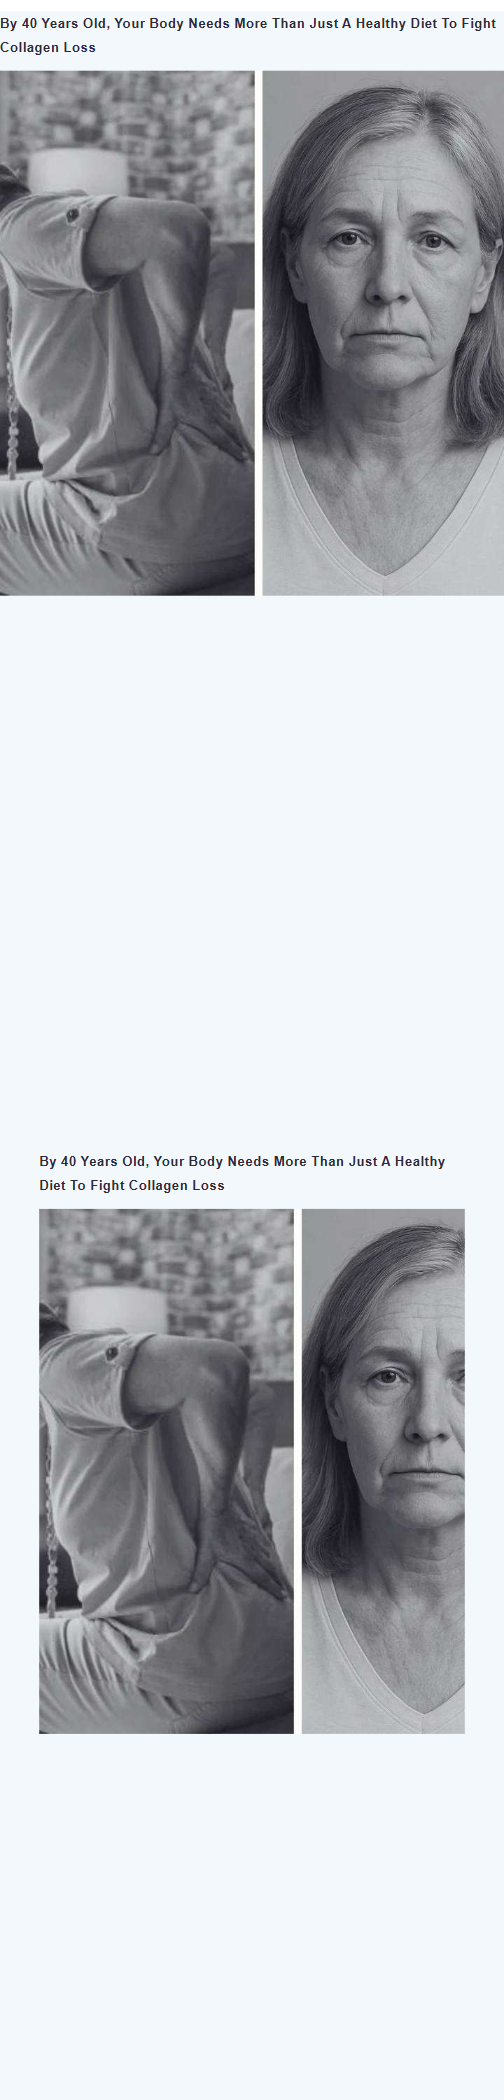 By 40 Years Old, Your Body Needs More Than Just A Healthy Diet To Fight
Collagen Loss
By 40 Years Old, Your Body Needs More Than Just A Healthy
Diet To Fight Collagen Loss